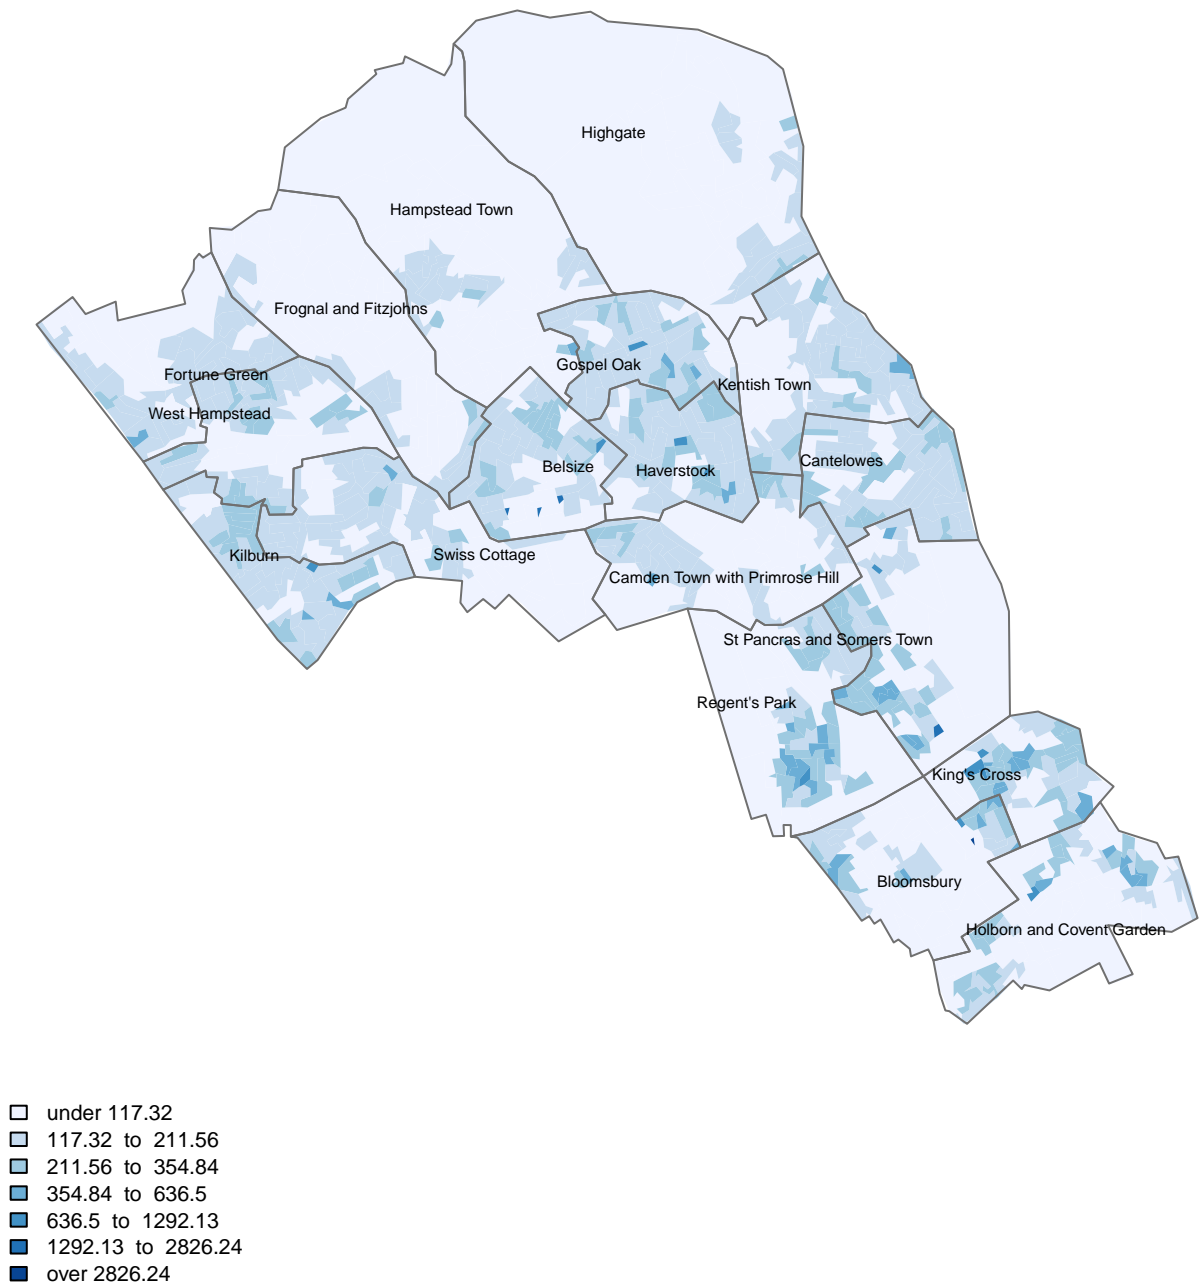 Highgate
Hampstead Town
Frognal and Fitzjohns
Gospel Oak
Fortune Green
Kentish Town
West Hampstead
Cantelowes
Belsize
Haverstock
Kilburn
Swiss Cottage
Camden Town with Primrose Hill
St Pancras and Somers Town
Regent's Park
King's Cross
Bloomsbury
Holborn and Covent Garden
under 117.32
117.32 to 211.56
211.56 to 354.84
354.84 to 636.5
636.5 to 1292.13
1292.13 to 2826.24
over 2826.24